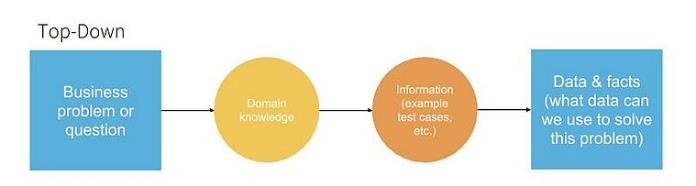 Top-Down
Business
problem or
question
Domain
knowledge
Information
(example
test cases,
etc.)
Data & facts
(what data can
we use to solve
this problem)